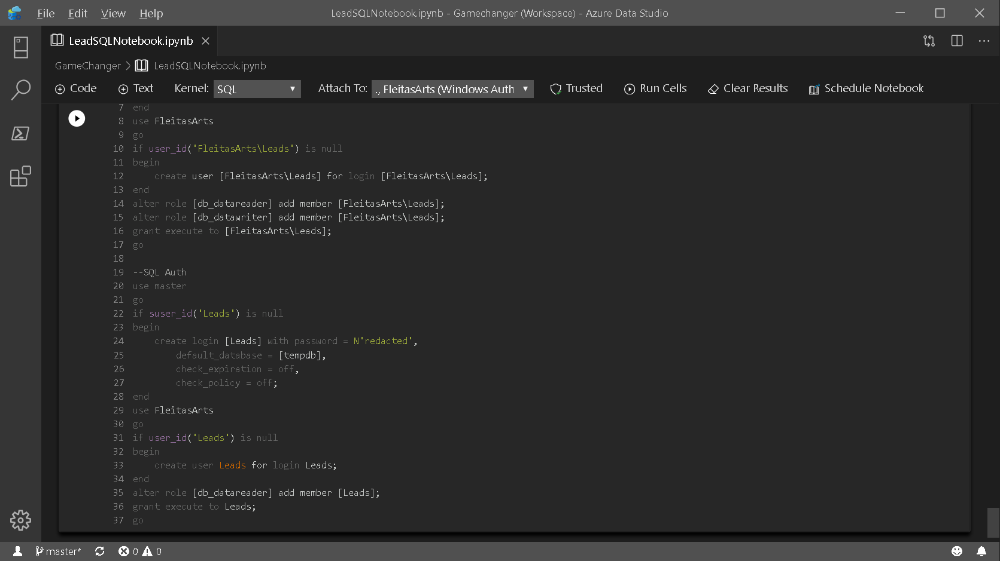 File Edit View Help LeadSQLNotebook.ipynb - Gamechanger (Workspace) - Azure Data Studio
LeadSQLNotebook.ipynb
GameChanger > LeadSQLNotebook.ipynb
Code Text Kernel: SQL Attach To: ., FleitasArts (Windows Auth Trusted Run Cells Clear Results Schedule Notebook
7 end
8 use FleitasArts
9 go
10 if user_id('FleitasArts\Leads') is null
11 begin
12     create user [FleitasArts\Leads] for login [FleitasArts\Leads];
13 end
14 alter role [db_datareader] add member [FleitasArts\Leads];
15 alter role [db_datawriter] add member [FleitasArts\Leads];
16 grant execute to [FleitasArts\Leads];
17 go
18
19 --SQL Auth
20 use master
21 go
22 if suser_id('Leads') is null
23 begin
24     create login [Leads] with password = N'redacted',
25         default_database = [tempdb],
26         check_expiration = off,
27         check_policy = off;
28 end
29 use FleitasArts
30 go
31 if user_id('Leads') is null
32 begin
33     create user Leads for login Leads;
34 end
35 alter role [db_datareader] add member [Leads];
36 grant execute to Leads;
37 go
master* 0 0